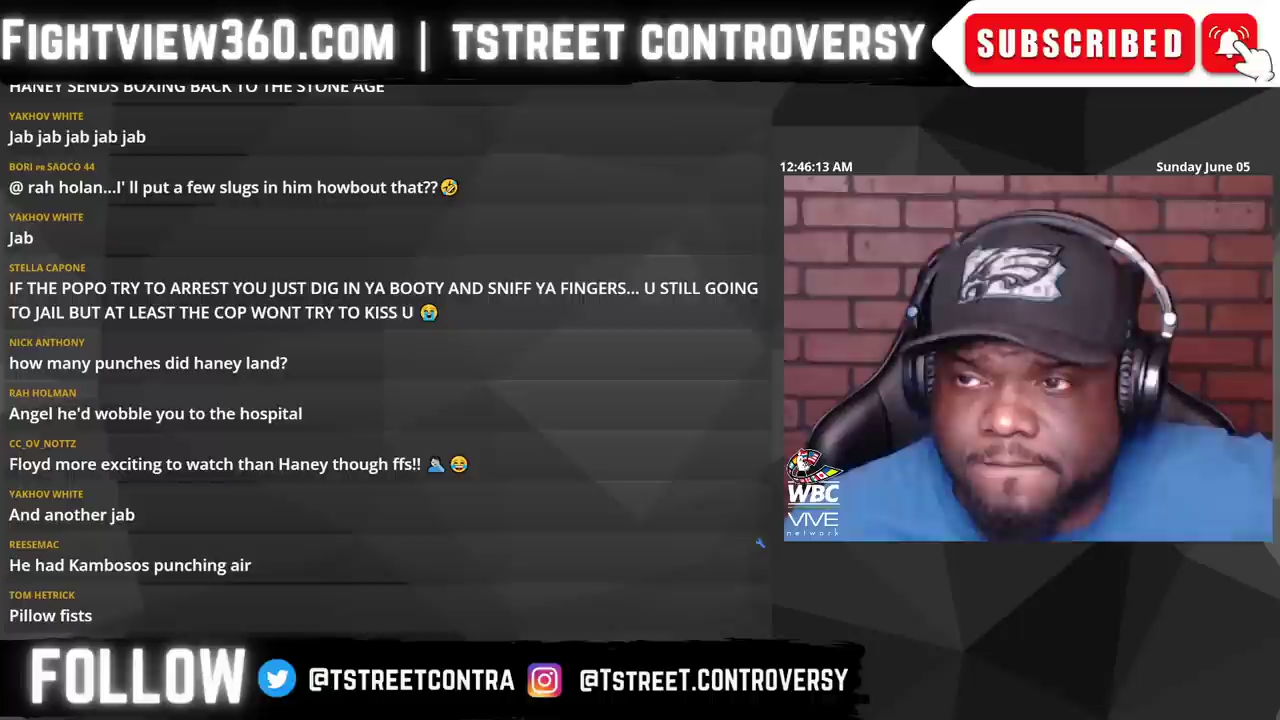 FIGHTVIEW360.COM | TSTREET CONTROVERSY
SUBSCRIBED
HANEY SENDS BOXING BACK TO THE STONE AGE
YAKHOV WHITE
Jab jab jab jab jab
BORI PR SAOCO 44
@ rah holan...I' ll put a few slugs in him howbout that??🤣
YAKHOV WHITE
Jab
STELLA CAPONE
IF THE POPO TRY TO ARREST YOU JUST DIG IN YA BOOTY AND SNIFF YA FINGERS... U STILL GOING
TO JAIL BUT AT LEAST THE COP WONT TRY TO KISS U 😭
NICK ANTHONY
how many punches did haney land?
RAH HOLMAN
Angel he'd wobble you to the hospital
CC_OV_NOTTZ
Floyd more exciting to watch than Haney though ffs!! 🤦🏻‍♂️ 😂
YAKHOV WHITE
And another jab
REESEMAC
He had Kambosos punching air
TOM HETRICK
Pillow fists
12:46:13 AM
Sunday June 05
WBC
VIVE
network
FOLLOW
@TSTREETCONTRA
@TSTREET.CONTROVERSY